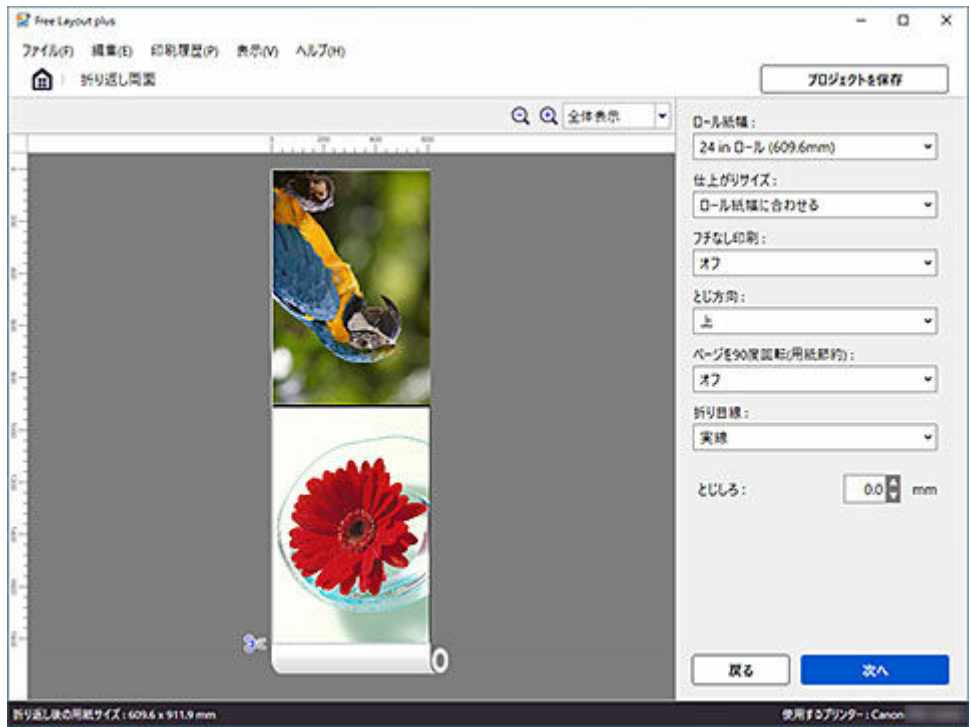 Free Layout plus
ファイル(F) 編集(E) 印刷履歴(P) 表示(V) ヘルプ(H)
折り返し両面
プロジェクトを保存
全体表示
ロール紙幅：
24 in ロール (609.6mm)
仕上がりサイズ：
ロール紙幅に合わせる
フチなし印刷：
オフ
とじ方向：
上
ページを90度回転(用紙節約)：
オフ
折り目線：
実線
とじしろ： 0.0 mm
0 200 400 600
戻る 次へ
折り返し後の用紙サイズ：609.6 x 911.9 mm
使用するプリンター：Canon